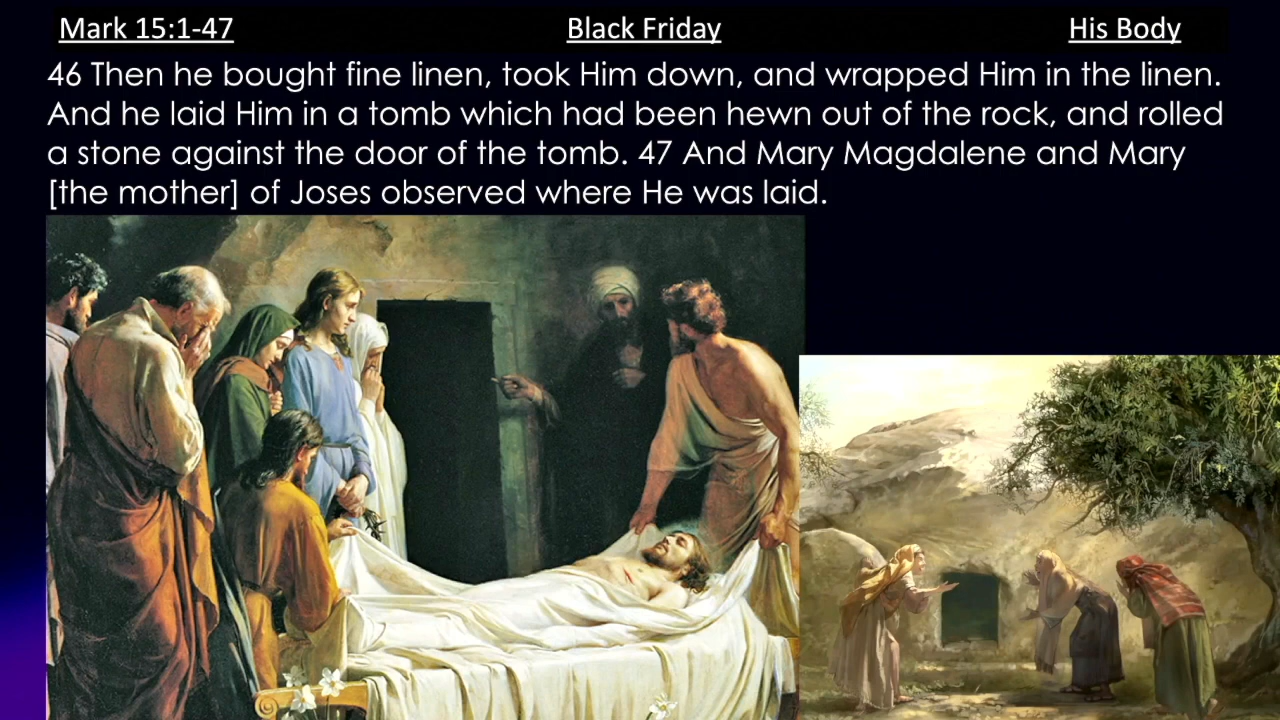 Mark 15:1-47 Black Friday His Body
46 Then he bought fine linen, took Him down, and wrapped Him in the linen.
And he laid Him in a tomb which had been hewn out of the rock, and rolled
a stone against the door of the tomb. 47 And Mary Magdalene and Mary
[the mother] of Joses observed where He was laid.